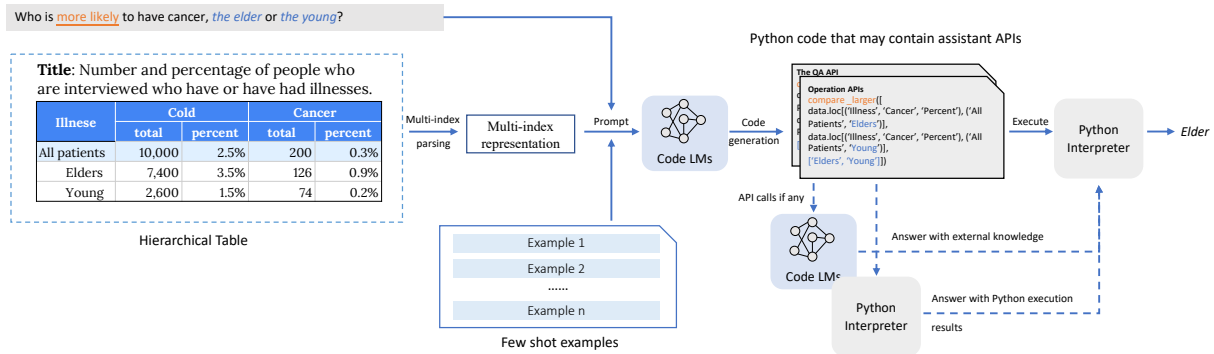 Who is more likely to have cancer, the elder or the young?
Title: Number and percentage of people who
are interviewed who have or have had illnesses.
Illnese Cold Cancer
total percent total percent
All patients 10,000 2.5% 200 0.3%
Elders 7,400 3.5% 126 0.9%
Young 2,600 1.5% 74 0.2%
Hierarchical Table
Multi-index
parsing
Multi-index
representation
Prompt
Example 1
Example 2
......
Example n
Few shot examples
Code LMs
Code
generation
Python code that may contain assistant APIs
The QA API
Operation APIs
compare _larger([
data.loc[('Illness', 'Cancer', 'Percent'), ('All
Patients', 'Elders')],
data.loc[('Illness', 'Cancer', 'Percent'), ('All
Patients', 'Young')],
['Elders', 'Young']])
Execute
Python
Interpreter
Elder
API calls if any
Code LMs
Answer with external knowledge
Python
Interpreter
Answer with Python execution
results